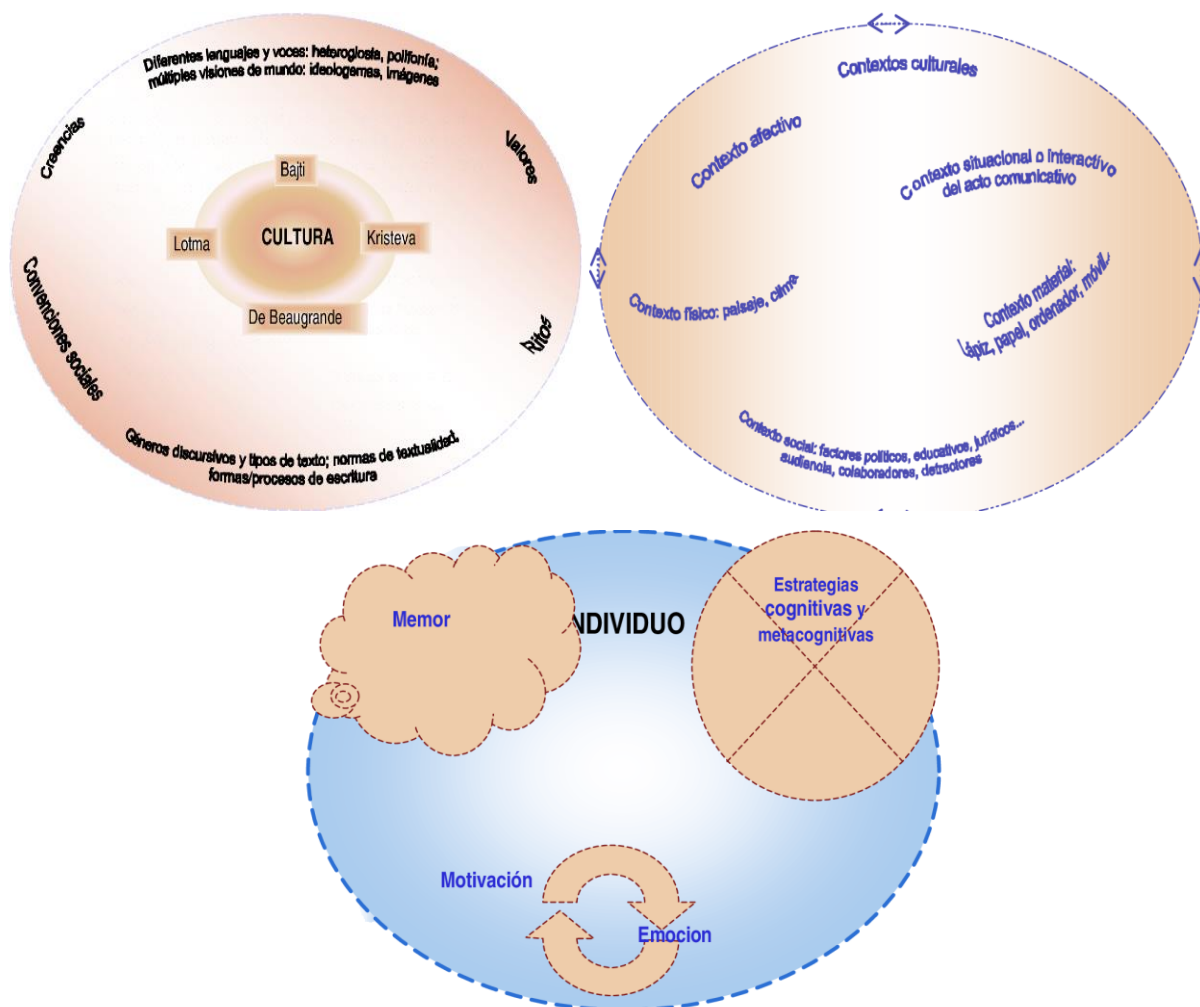 Diferentes lenguajes y voces: heteroglosia, polifonía;
múltiples visiones de mundo: ideologemas, imágenes
Creencias
Valores
Bajti
Lotma
CULTURA
Kristeva
De Beaugrande
Convenciones sociales
Ritos
Géneros discursivos y tipos de texto; normas de textualidad,
formas/procesos de escritura
Contextos culturales
Contexto afectivo
Contexto situacional o interactivo
del acto comunicativo
Contexto físico: paisaje, clima
Contexto material:
Lápiz, papel, ordenador, móvil
Contexto social: factores políticos, educativos, jurídicos...
audiencia, colaboradores, detractores
Memor
NDIVIDUO
Estrategias
cognitivas y
metacognitivas
Motivación
Emocion